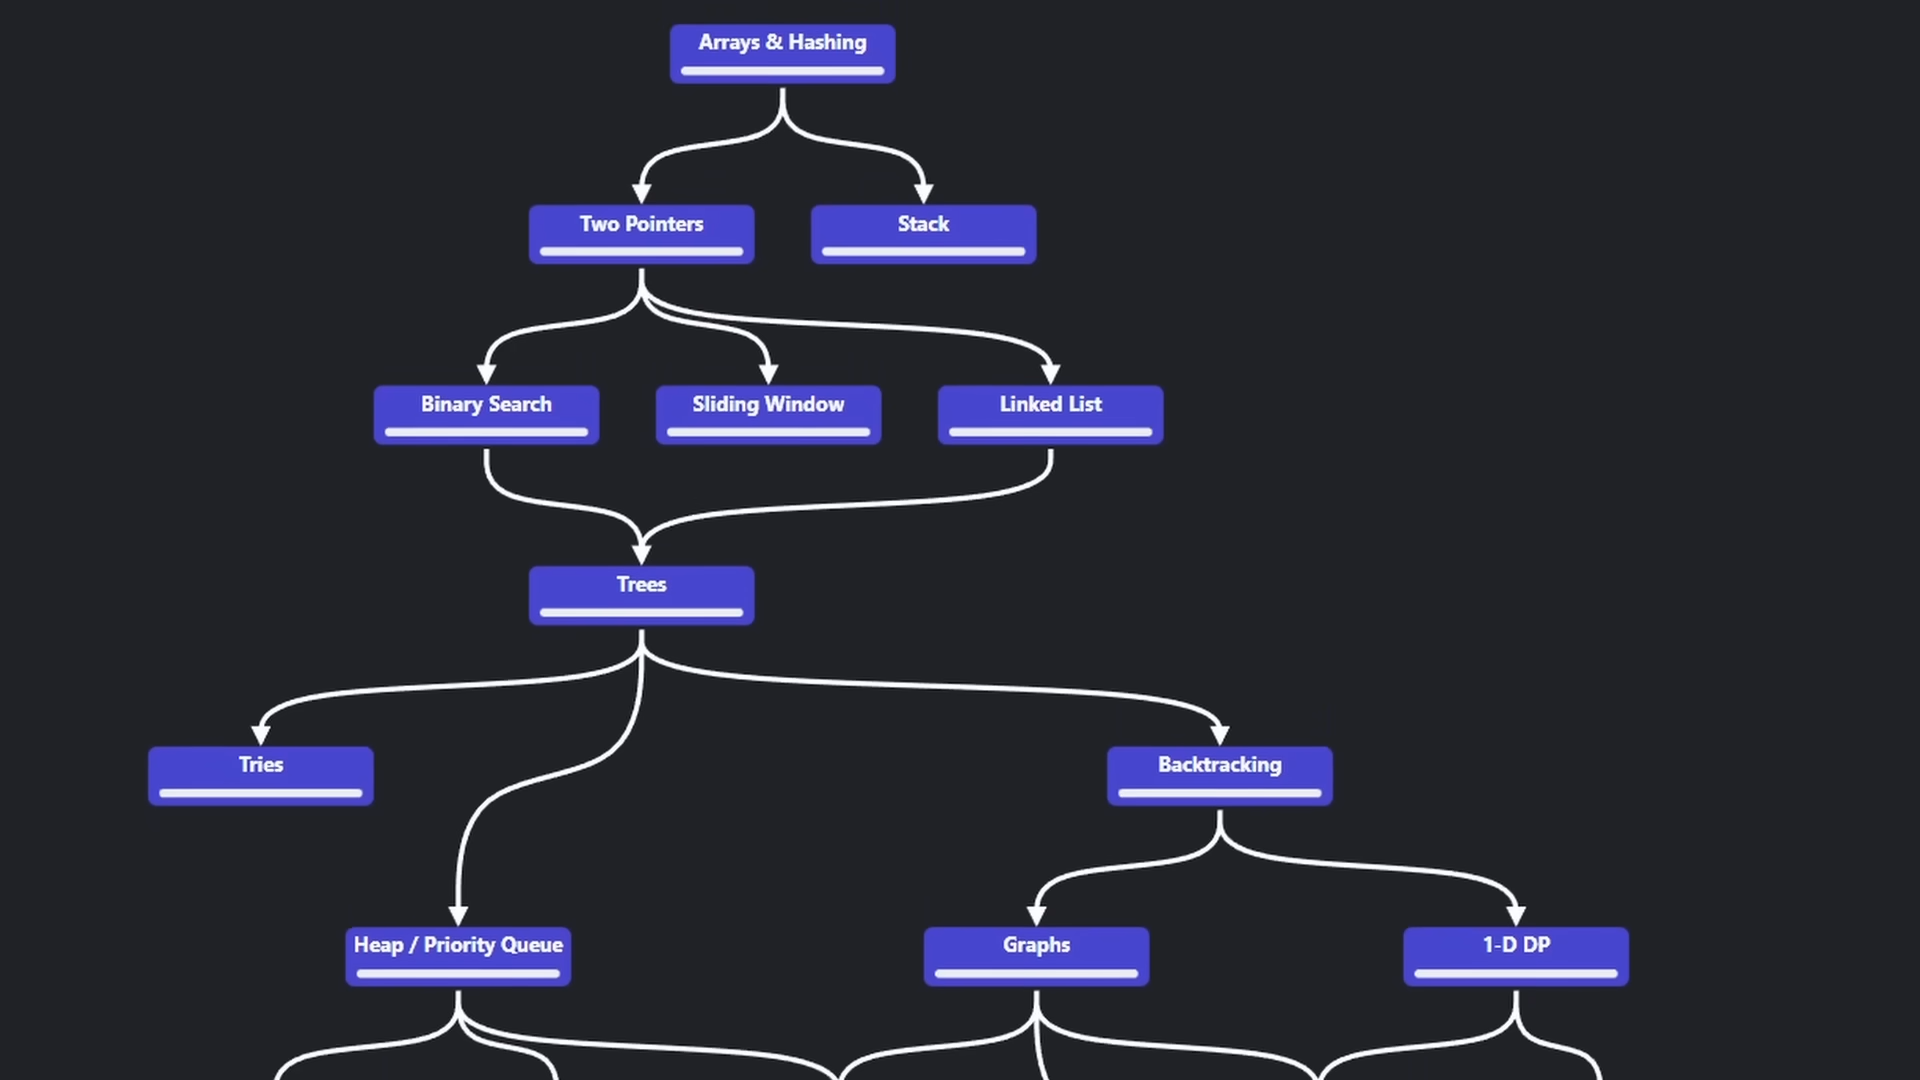 Arrays & Hashing
Two Pointers
Stack
Binary Search
Sliding Window
Linked List
Trees
Tries
Backtracking
Heap / Priority Queue
Graphs
1-D DP